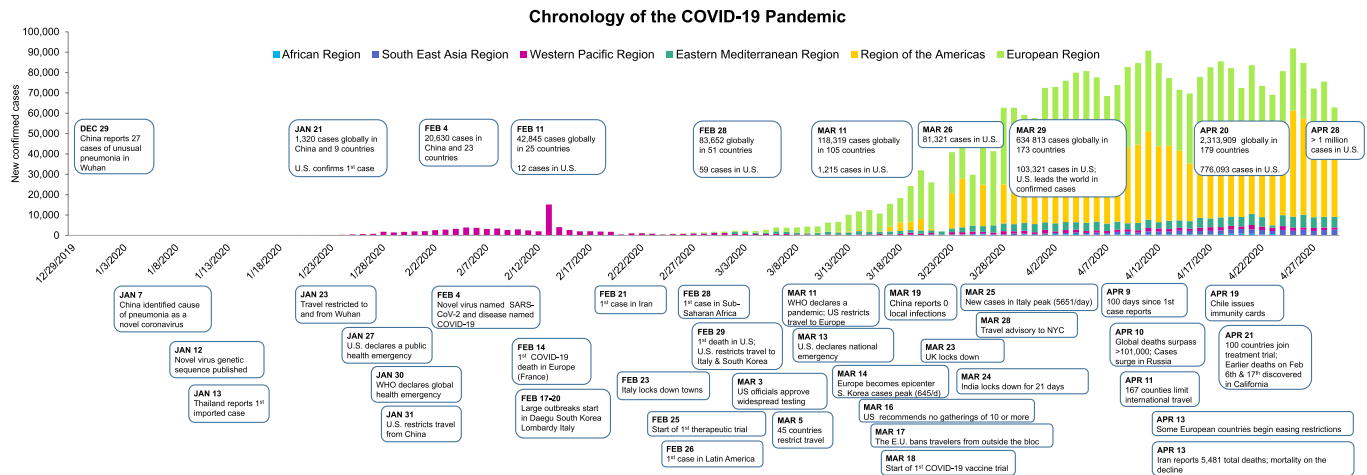 Chronology of the COVID-19 Pandemic
100,000
90,000
80,000
70,000
60,000
50,000
40,000
30,000
20,000
10,000
0
New confirmed cases
African Region
South East Asia Region
Western Pacific Region
Eastern Mediterranean Region
Region of the Americas
European Region
DEC 29
China reports 27
cases of unusual
pneumonia in
Wuhan
JAN 21
1,320 cases globally in
China and 9 countries
U.S. confirms 1st case
FEB 4
20,630 cases in
China and 23
countries
FEB 11
42,845 cases globally
in 25 countries
12 cases in U.S.
FEB 28
83,652 globally
in 51 countries
59 cases in U.S.
MAR 11
118,319 cases globally
in 105 countries
1,215 cases in U.S.
MAR 26
81,321 cases in U.S.
MAR 29
634 813 cases globally in
173 countries
103,321 cases in U.S;
U.S. leads the world in
confirmed cases
APR 20
2,313,909 globally in
179 countries
776,093 cases in U.S.
APR 28
> 1 million
cases in U.S.
12/29/2019
1/3/2020
1/8/2020
1/13/2020
1/18/2020
1/23/2020
1/28/2020
2/2/2020
2/7/2020
2/12/2020
2/17/2020
2/22/2020
2/27/2020
3/3/2020
3/8/2020
3/13/2020
3/18/2020
3/23/2020
3/28/2020
4/2/2020
4/7/2020
4/12/2020
4/17/2020
4/22/2020
4/27/2020
JAN 7
China identified cause
of pneumonia as a
novel coronavirus
JAN 12
Novel virus genetic
sequence published
JAN 13
Thailand reports 1st
imported case
JAN 23
Travel restricted to
and from Wuhan
JAN 27
U.S. declares a public
health emergency
JAN 30
WHO declares global
health emergency
JAN 31
U.S. restricts travel
from China
FEB 4
Novel virus named SARS-
CoV-2 and disease named
COVID-19
FEB 14
1st COVID-19
death in Europe
(France)
FEB 17-20
Large outbreaks start
in Daegu South Korea
Lombardy Italy
FEB 21
1st case in Iran
FEB 23
Italy locks down towns
FEB 25
Start of 1st therapeutic trial
FEB 26
1st case in Latin America
FEB 28
1st case in Sub-
Saharan Africa
FEB 29
1st death in U.S;
U.S. restricts travel to
Italy & South Korea
MAR 3
US officials approve
widespread testing
MAR 5
45 countries
restrict travel
MAR 11
WHO declares a
pandemic; US restricts
travel to Europe
MAR 13
U.S. declares national
emergency
MAR 14
Europe becomes epicenter
S. Korea cases peak (645/d)
MAR 16
US recommends no gatherings of 10 or more
MAR 17
The E.U. bans travelers from outside the bloc
MAR 18
Start of 1st COVID-19 vaccine trial
MAR 19
China reports 0
local infections
MAR 23
UK locks down
MAR 24
India locks down for 21 days
MAR 25
New cases in Italy peak (5651/day)
MAR 28
Travel advisory to NYC
APR 9
100 days since 1st
case reports
APR 10
Global deaths surpass
>101,000; Cases
surge in Russia
APR 11
167 counties limit
international travel
APR 13
Some European countries begin easing restrictions
APR 13
Iran reports 5,481 total deaths; mortality on the
decline
APR 19
Chile issues
immunity cards
APR 21
100 countries join
treatment trial;
Earlier deaths on Feb
6th & 17th discovered
in California